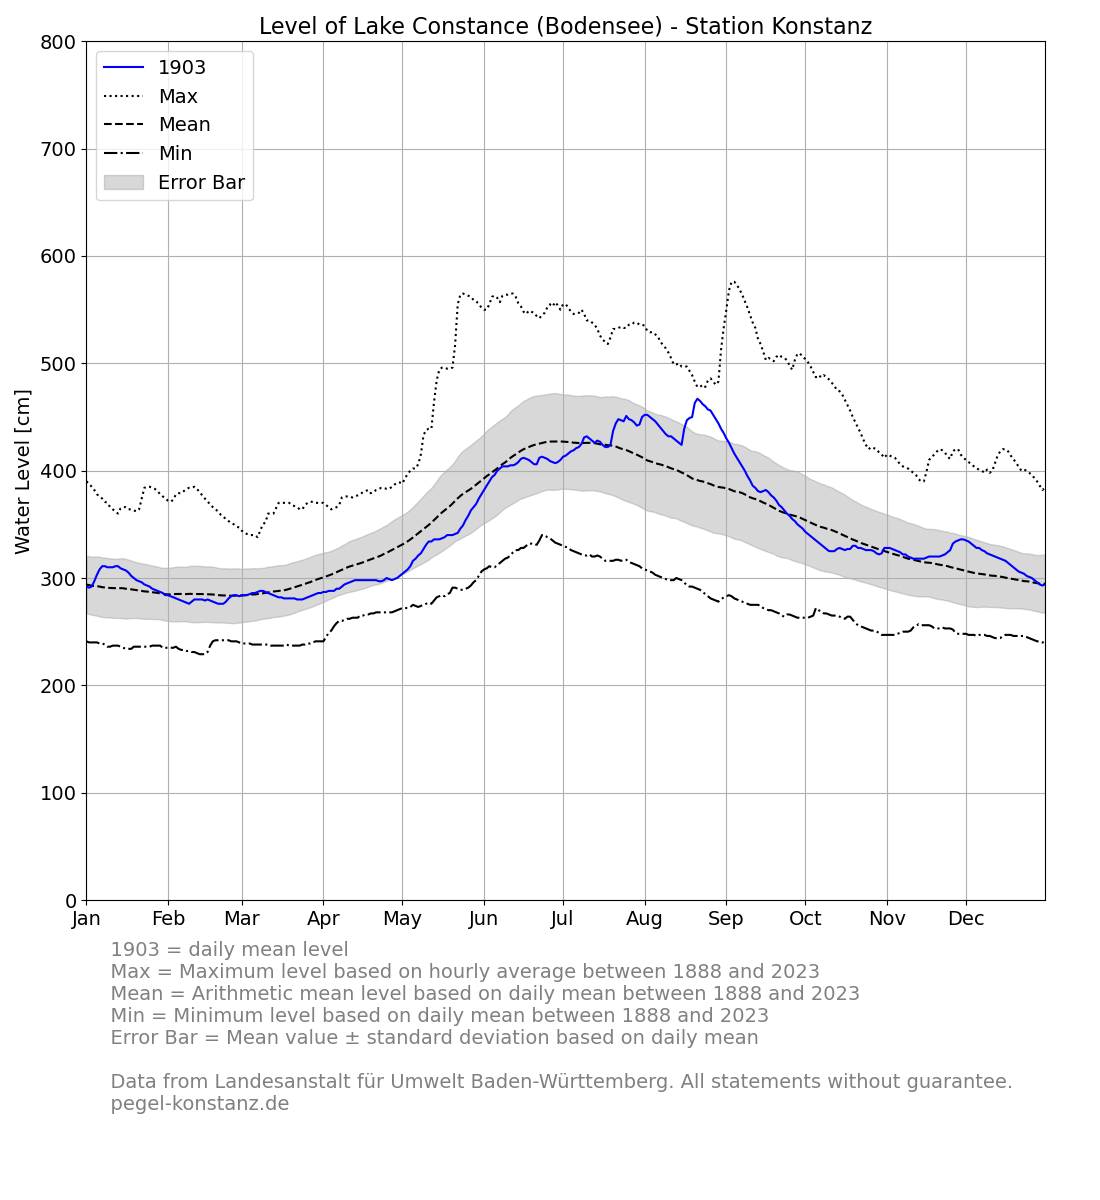 Level of Lake Constance (Bodensee) - Station Konstanz
800
700
600
500
400
300
200
100
0
Water Level [cm]
1903
Max
Mean
Min
Error Bar
Jan Feb Mar Apr May Jun Jul Aug Sep Oct Nov Dec
1903 = daily mean level
Max = Maximum level based on hourly average between 1888 and 2023
Mean = Arithmetic mean level based on daily mean between 1888 and 2023
Min = Minimum level based on daily mean between 1888 and 2023
Error Bar = Mean value ± standard deviation based on daily mean
Data from Landesanstalt für Umwelt Baden-Württemberg. All statements without guarantee.
pegel-konstanz.de